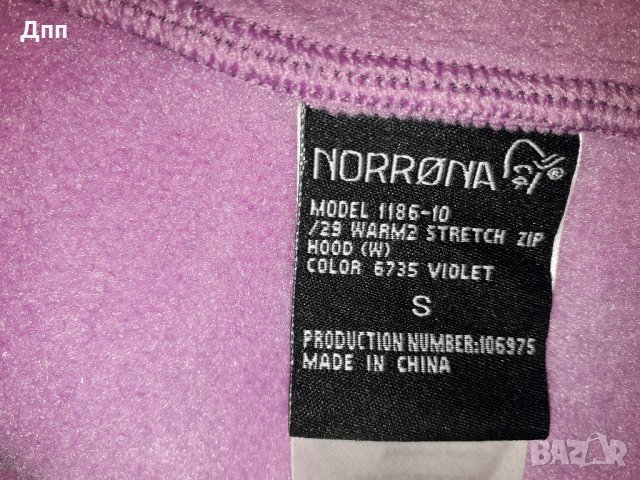 Дпп
NORRØNA ®
MODEL 1186-10
/29 WARM2 STRETCH ZIP
HOOD (W)
COLOR 6735 VIOLET
S
PRODUCTION NUMBER:106975
MADE IN CHINA
BAZAR